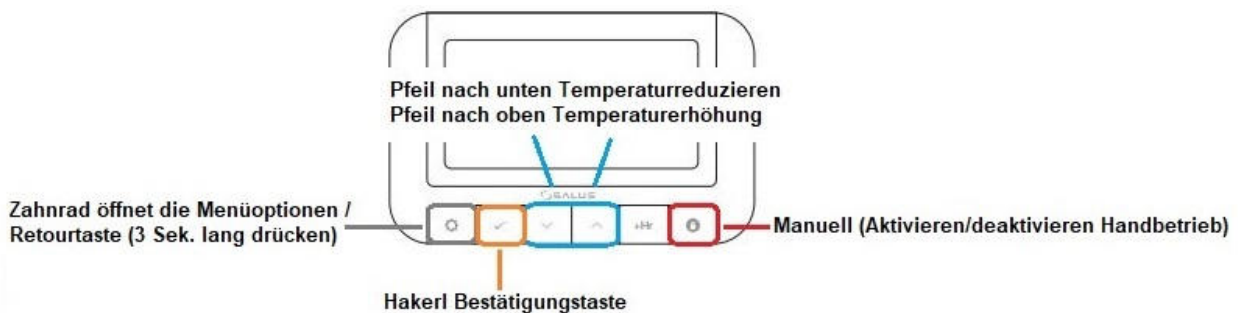 Pfeil nach unten Temperaturreduzieren
Pfeil nach oben Temperaturerhöhung
SALUS
Zahnrad öffnet die Menüoptionen /
Retourtaste (3 Sek. lang drücken)
+Hr
Manuell (Aktivieren/deaktivieren Handbetrieb)
Hakerl Bestätigungstaste